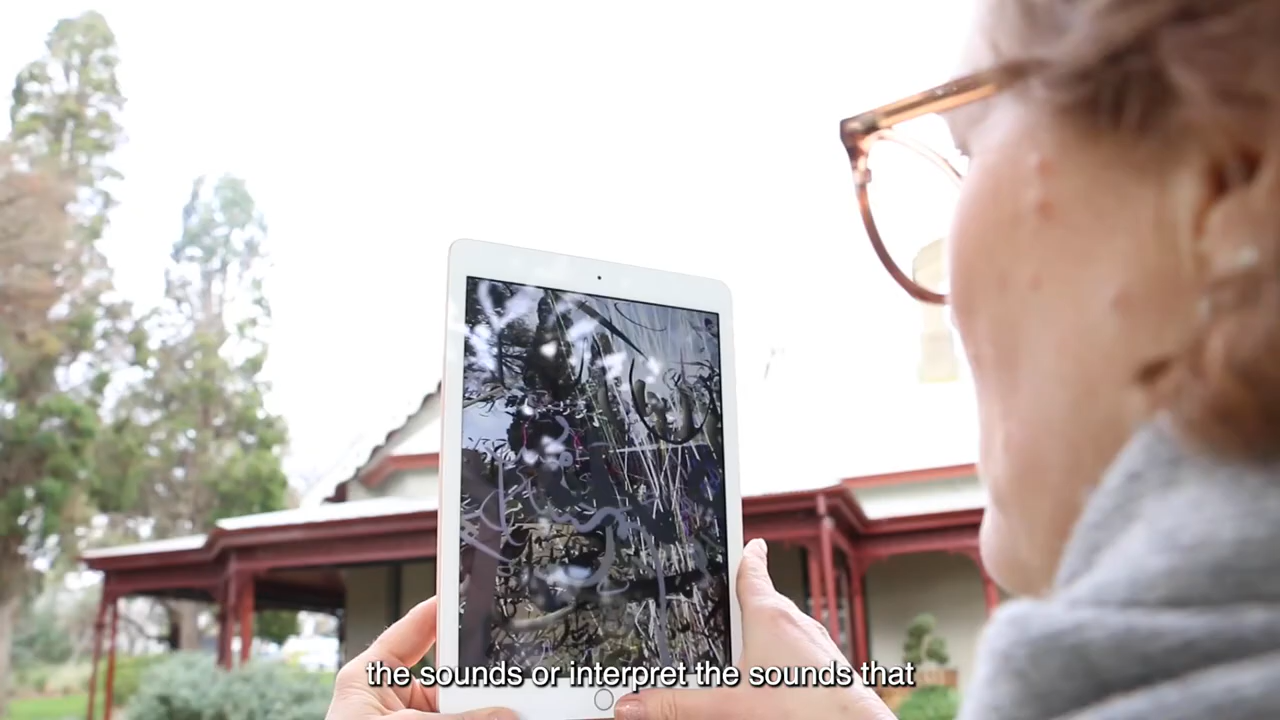 the sounds or interpret the sounds that